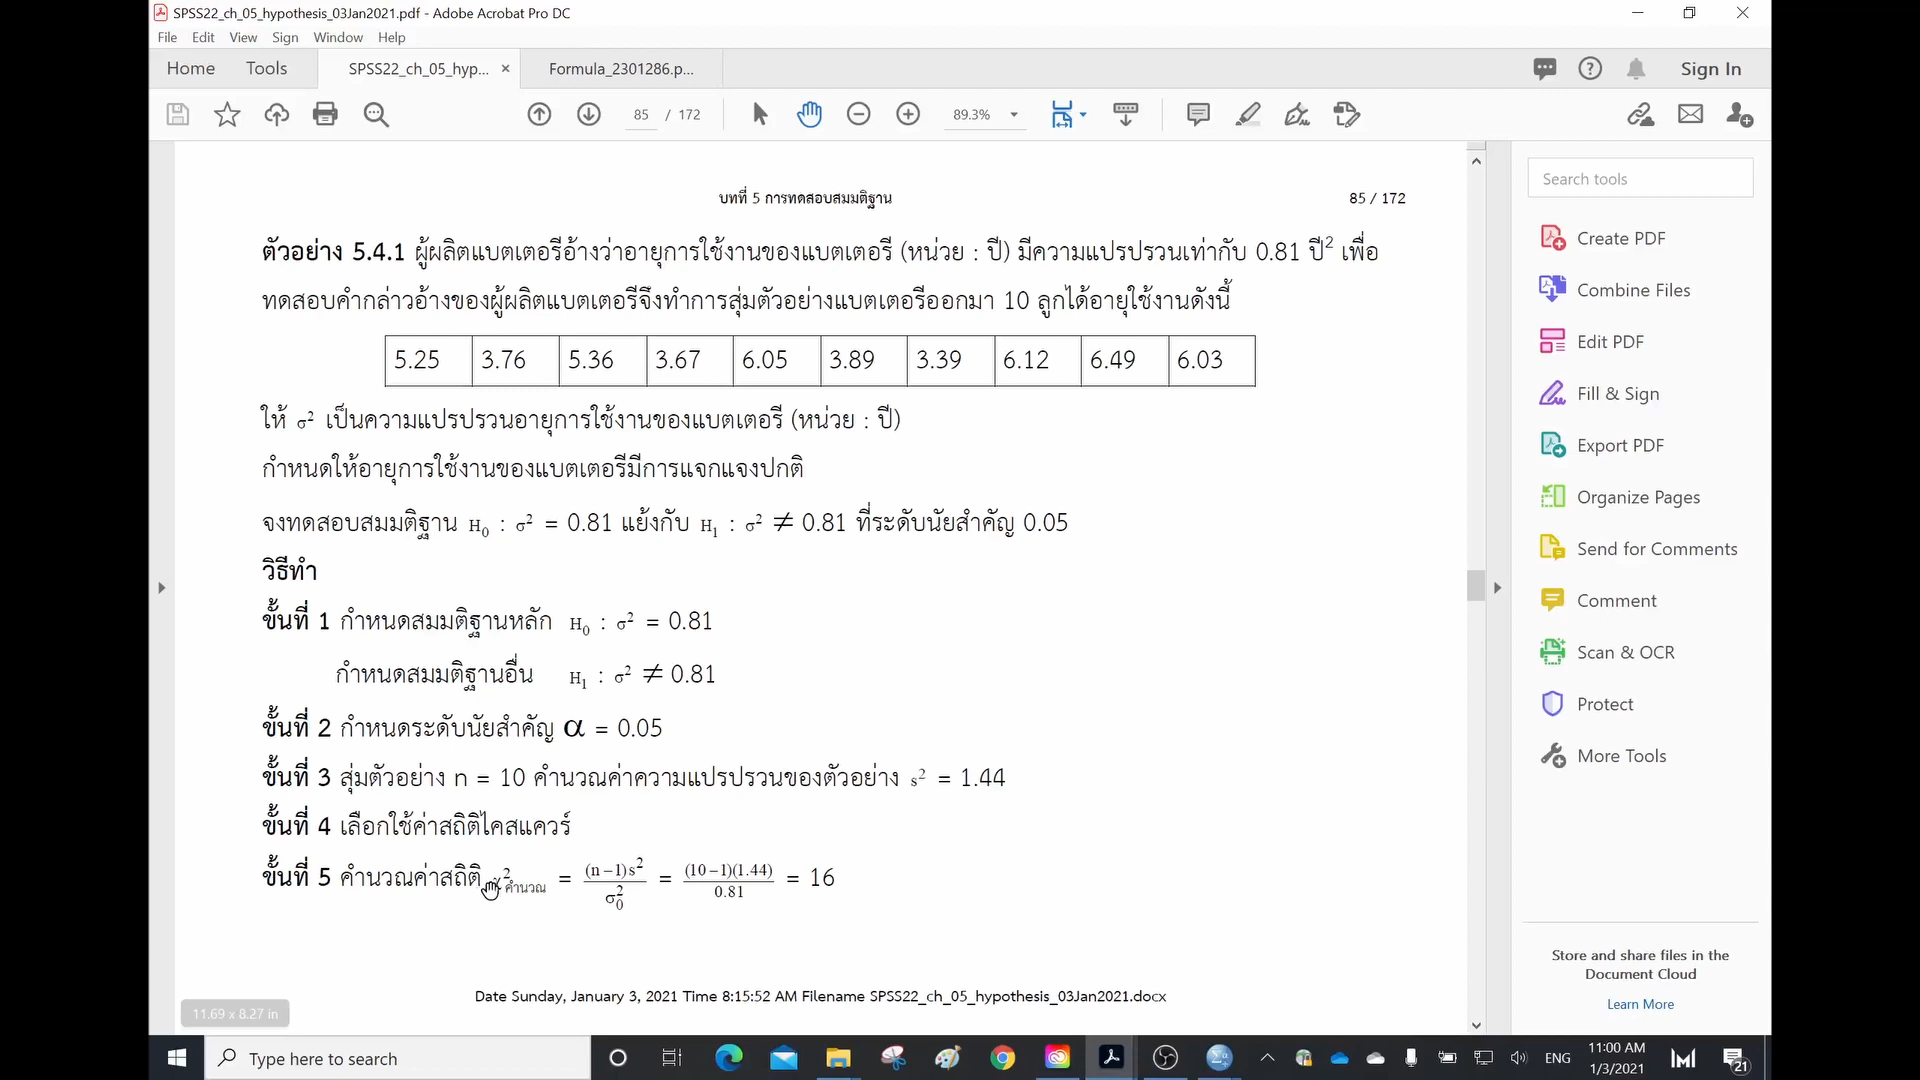 SPSS22_ch_05_hypothesis_03Jan2021.pdf - Adobe Acrobat Pro DC
File Edit View Sign Window Help
Home Tools SPSS22_ch_05_hyp... × Formula_2301286.p... Sign In
85 / 172 89.3%
บทที่ 5 การทดสอบสมมติฐาน 85 / 172
ตัวอย่าง 5.4.1 ผู้ผลิตแบตเตอรี่อ้างว่าอายุการใช้งานของแบตเตอรี่ (หน่วย : ปี) มีความแปรปรวนเท่ากับ 0.81 ปี² เพื่อ
ทดสอบคำกล่าวอ้างของผู้ผลิตแบตเตอรี่จึงทำการสุ่มตัวอย่างแบตเตอรี่ออกมา 10 ลูกได้อายุใช้งานดังนี้
5.25 3.76 5.36 3.67 6.05 3.89 3.39 6.12 6.49 6.03
ให้ σ² เป็นความแปรปรวนอายุการใช้งานของแบตเตอรี่ (หน่วย : ปี)
กำหนดให้อายุการใช้งานของแบตเตอรี่มีการแจกแจงปกติ
จงทดสอบสมมติฐาน H₀ : σ² = 0.81 แย้งกับ H₁ : σ² ≠ 0.81 ที่ระดับนัยสำคัญ 0.05
วิธีทำ
ขั้นที่ 1 กำหนดสมมติฐานหลัก H₀ : σ² = 0.81
กำหนดสมมติฐานอื่น H₁ : σ² ≠ 0.81
ขั้นที่ 2 กำหนดระดับนัยสำคัญ α = 0.05
ขั้นที่ 3 สุ่มตัวอย่าง n = 10 คำนวณค่าความแปรปรวนของตัวอย่าง s² = 1.44
ขั้นที่ 4 เลือกใช้ค่าสถิติไคสแควร์
ขั้นที่ 5 คำนวณค่าสถิติ ² คำนวณ = (n−1)s² / σ₀² = (10−1)(1.44) / 0.81 = 16
Date Sunday, January 3, 2021 Time 8:15:52 AM Filename SPSS22_ch_05_hypothesis_03Jan2021.docx
11.69 x 8.27 in
Search tools
Create PDF
Combine Files
Edit PDF
Fill & Sign
Export PDF
Organize Pages
Send for Comments
Comment
Scan & OCR
Protect
More Tools
Store and share files in the
Document Cloud
Learn More
Type here to search
ENG 11:00 AM
1/3/2021
21